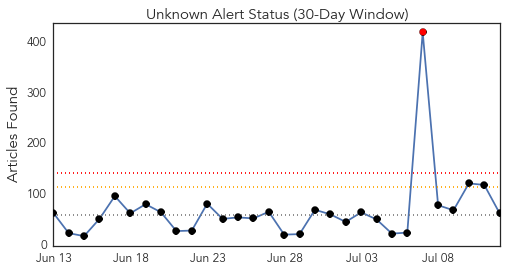 Unknown Alert Status (30-Day Window)
Articles Found
400
300
200
100
0
Jun 13 Jun 18 Jun 23 Jun 28 Jul 03 Jul 08